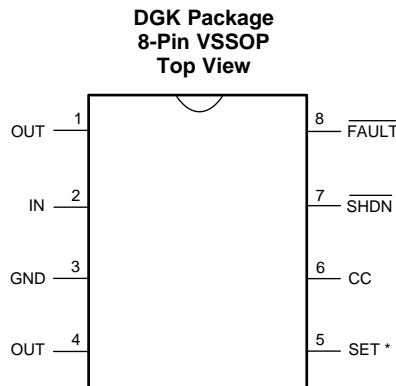 DGK Package
8-Pin VSSOP
Top View
OUT 1
8 FAULT
IN 2
7 SHDN
GND 3
6 CC
OUT 4
5 SET *